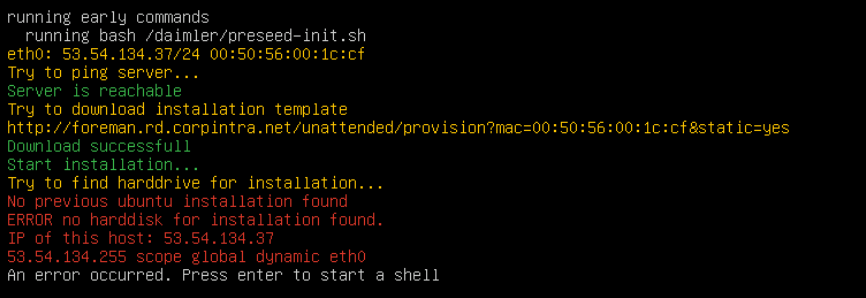 running early commands
running bash /daimler/preseed-init.sh
eth0: 53.54.134.37/24 00:50:56:00:1c:cf
Try to ping server...
Server is reachable
Try to download installation template
http://foreman.rd.corpintra.net/unattended/provision?mac=00:50:56:00:1c:cf&static=yes
Download successfull
Start installation...
Try to find harddrive for installation...
No previous ubuntu installation found
ERROR no harddisk for installation found.
IP of this host: 53.54.134.37
53.54.134.255 scope global dynamic eth0
An error occurred. Press enter to start a shell